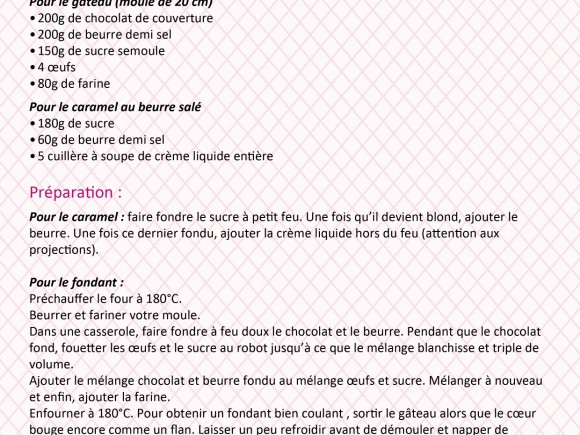 Pour le gâteau (moule de 20 cm)
•200g de chocolat de couverture
•200g de beurre demi sel
•150g de sucre semoule
•4 œufs
•80g de farine
Pour le caramel au beurre salé
•180g de sucre
•60g de beurre demi sel
•5 cuillère à soupe de crème liquide entière
Préparation :
Pour le caramel : faire fondre le sucre à petit feu. Une fois qu’il devient blond, ajouter le
beurre. Une fois ce dernier fondu, ajouter la crème liquide hors du feu (attention aux
projections).
Pour le fondant :
Préchauffer le four à 180°C.
Beurrer et fariner votre moule.
Dans une casserole, faire fondre à feu doux le chocolat et le beurre. Pendant que le chocolat
fond, fouetter les œufs et le sucre au robot jusqu’à ce que le mélange blanchisse et triple de
volume.
Ajouter le mélange chocolat et beurre fondu au mélange œufs et sucre. Mélanger à nouveau
et enfin, ajouter la farine.
Enfourner à 180°C. Pour obtenir un fondant bien coulant , sortir le gâteau alors que le cœur
bouge encore comme un flan. Laisser un peu refroidir avant de démouler et napper de